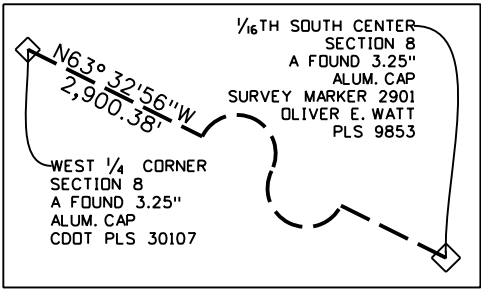 1/16TH SOUTH CENTER
SECTION 8
A FOUND 3.25"
ALUM. CAP
SURVEY MARKER 2901
OLIVER E. WATT
PLS 9853
N63° 32'56"W
2,900.38'
WEST 1/4 CORNER
SECTION 8
A FOUND 3.25"
ALUM. CAP
CDOT PLS 30107